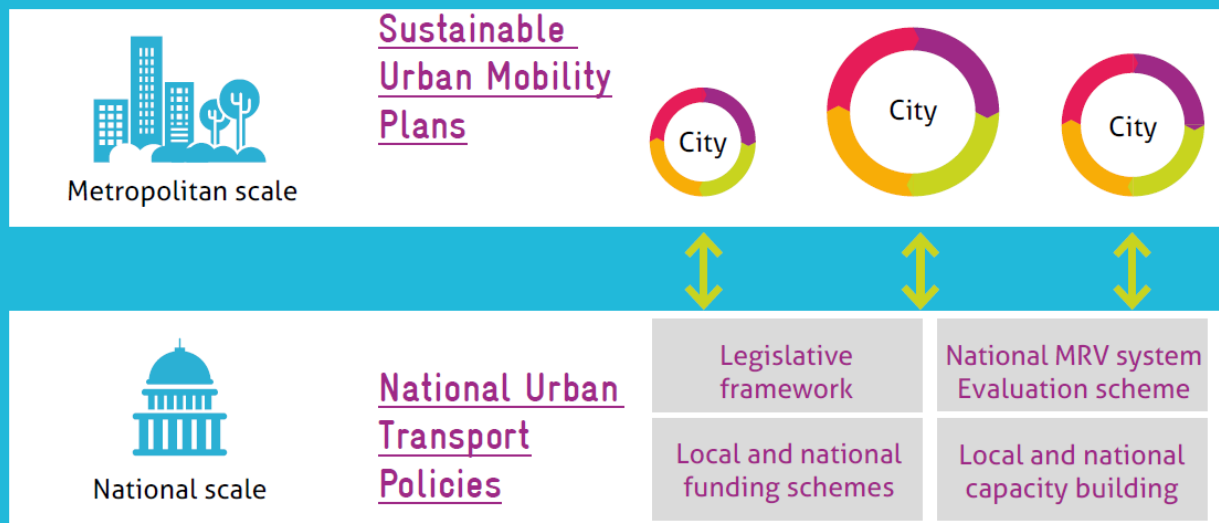 Sustainable
Urban Mobility
Plans
City
City
City
Metropolitan scale
National Urban
Transport
Policies
National scale
Legislative
framework
National MRV system
Evaluation scheme
Local and national
funding schemes
Local and national
capacity building